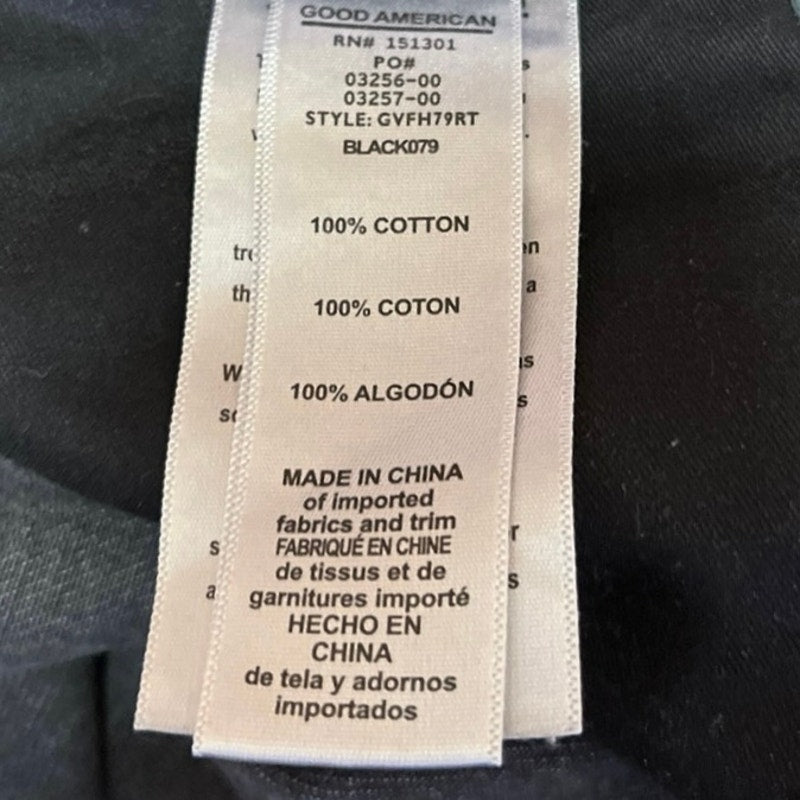 GOOD AMERICAN
RN# 151301
PO#
03256-00
03257-00
STYLE: GVFH79RT
BLACK079
100% COTTON
100% COTON
100% ALGODÓN
MADE IN CHINA
of imported
fabrics and trim
FABRIQUÉ EN CHINE
de tissus et de
garnitures importé
HECHO EN
CHINA
de tela y adornos
importados